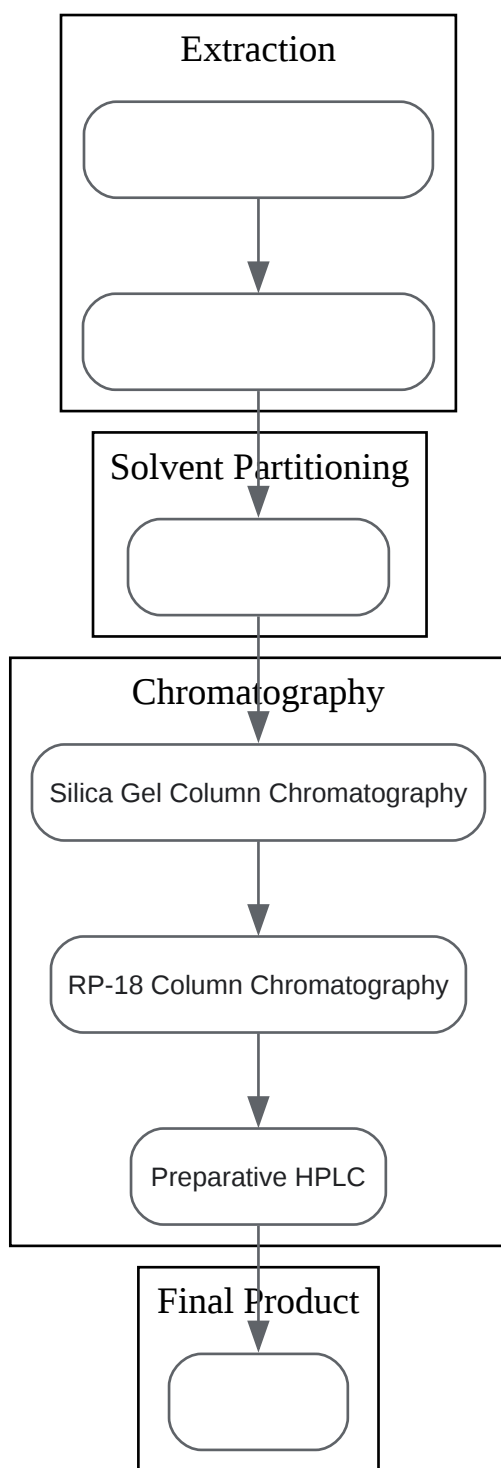 Extraction
Solvent Partitioning
Chromatography
Silica Gel Column Chromatography
RP-18 Column Chromatography
Preparative HPLC
Final Product